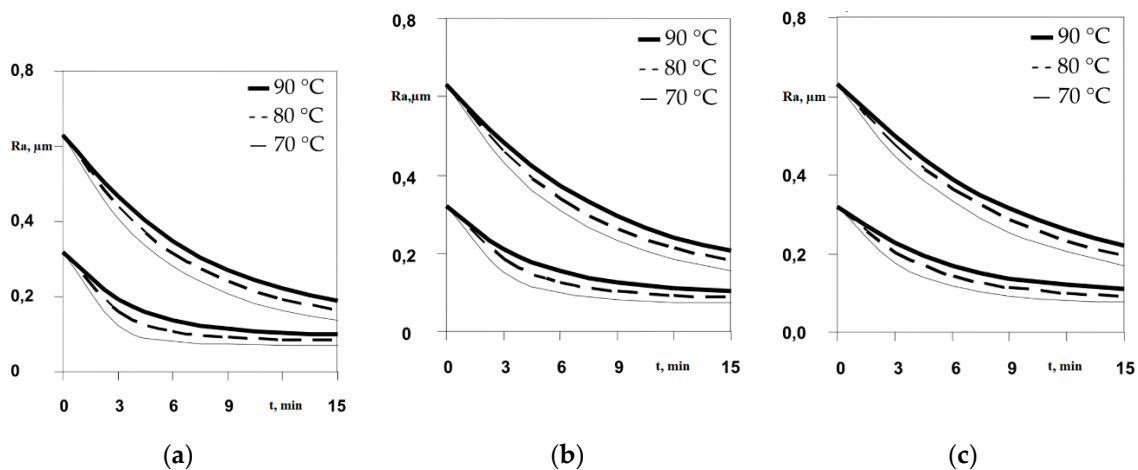 0,8
90 °C
80 °C
70 °C
Ra, µm
0,4
0,2
0
0 3 6 9 t, min 15
(a)
0,8
90 °C
80 °C
70 °C
Ra,µm
0,4
0,2
0
0 3 6 9 t, min 15
(b)
0,8
90 °C
80 °C
70 °C
Ra,µm
0,4
0,2
0,0
0 3 6 9 t, min 15
(c)